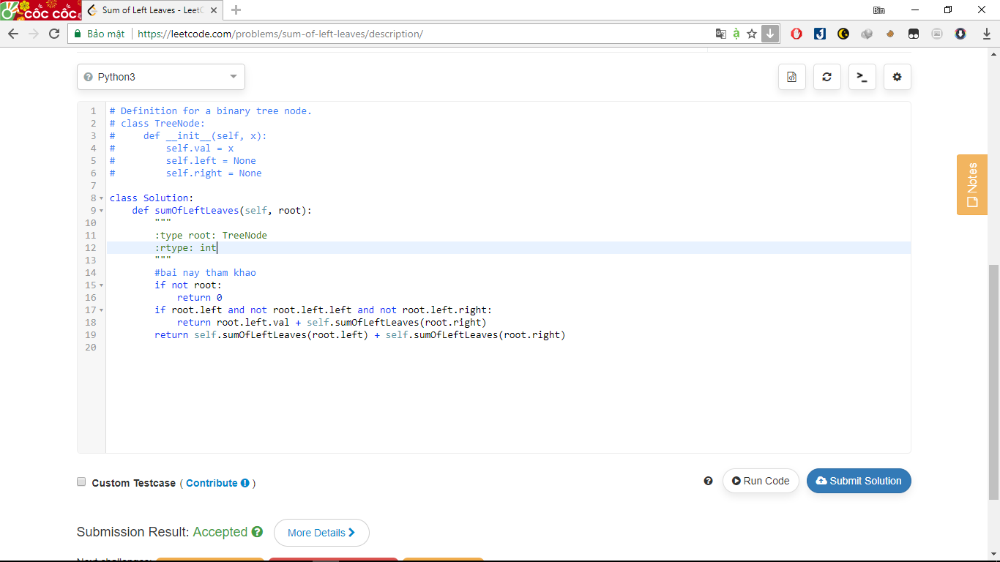 CỐC CỐC
Sum of Left Leaves - Leet
Bin
Bảo mật
https://leetcode.com/problems/sum-of-left-leaves/description/
Python3
1 # Definition for a binary tree node.
2 # class TreeNode:
3 #     def __init__(self, x):
4 #         self.val = x
5 #         self.left = None
6 #         self.right = None
7
8 class Solution:
9     def sumOfLeftLeaves(self, root):
10         """
11         :type root: TreeNode
12         :rtype: int
13         """
14         #bai nay tham khao
15         if not root:
16             return 0
17         if root.left and not root.left.left and not root.left.right:
18             return root.left.val + self.sumOfLeftLeaves(root.right)
19         return self.sumOfLeftLeaves(root.left) + self.sumOfLeftLeaves(root.right)
20
Notes
Custom Testcase ( Contribute )
Run Code
Submit Solution
Submission Result: Accepted
More Details